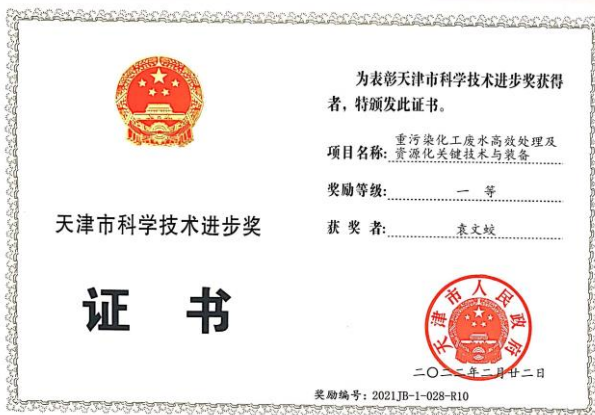 天津市科学技术进步奖
证书
为表彰天津市科学技术进步奖获得
者，特颁发此证书。
项目名称：重污染化工废水高效处理及
资源化关键技术与装备
奖励等级：一等
获奖者：袁文蛟
天津市人民政府
二〇二二年二月廿二日
奖励编号：2021JB-1-028-R10